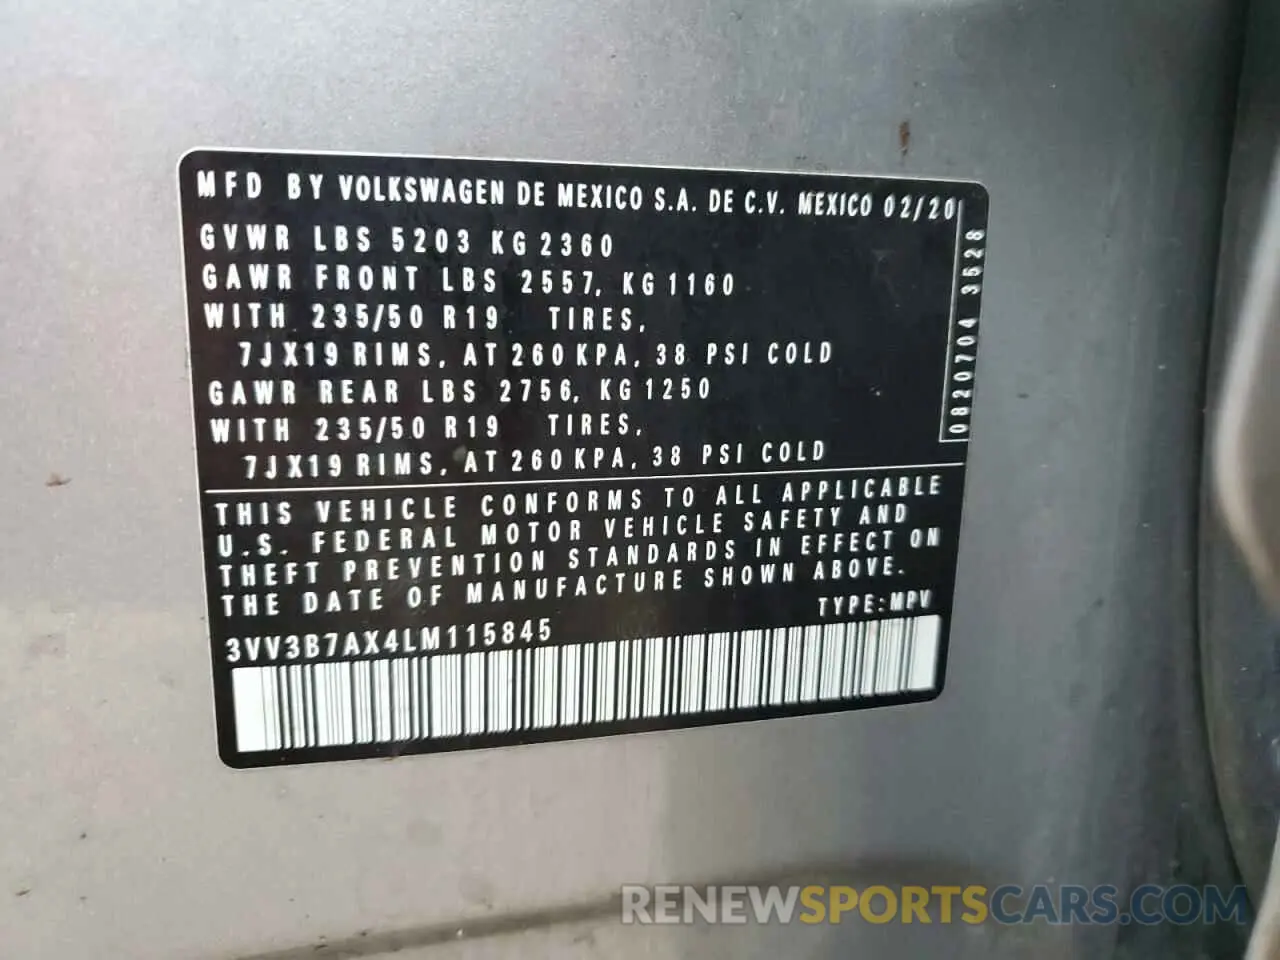 MFD BY VOLKSWAGEN DE MEXICO S.A. DE C.V. MEXICO 02/20
GVWR LBS 5203 KG 2360
GAWR FRONT LBS 2557, KG 1160
WITH 235/50 R19 TIRES,
7JX19 RIMS, AT 260 KPA, 38 PSI COLD
GAWR REAR LBS 2756, KG 1250
WITH 235/50 R19 TIRES,
7JX19 RIMS, AT 260 KPA, 38 PSI COLD
0820704 3528
THIS VEHICLE CONFORMS TO ALL APPLICABLE
U.S. FEDERAL MOTOR VEHICLE SAFETY AND
THEFT PREVENTION STANDARDS IN EFFECT ON
THE DATE OF MANUFACTURE SHOWN ABOVE.
TYPE:MPV
3VV3B7AX4LM115845
RENEWSPORTSCARS.COM